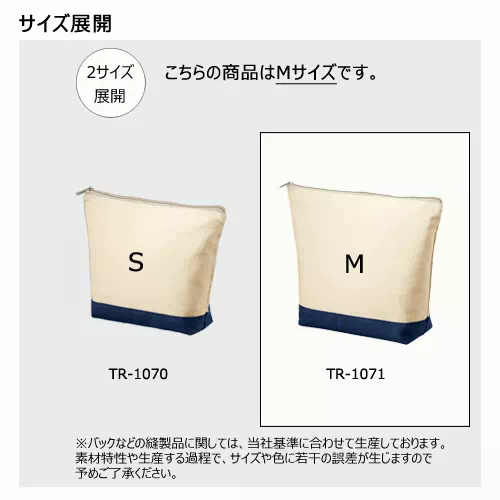 サイズ展開
2サイズ
展開
こちらの商品はMサイズです。
S
M
TR-1070
TR-1071
※バックなどの縫製品に関しては、当社基準に合わせて生産しております。
素材特性や生産する過程で、サイズや色に若干の誤差が生じますので
予めご了承ください。